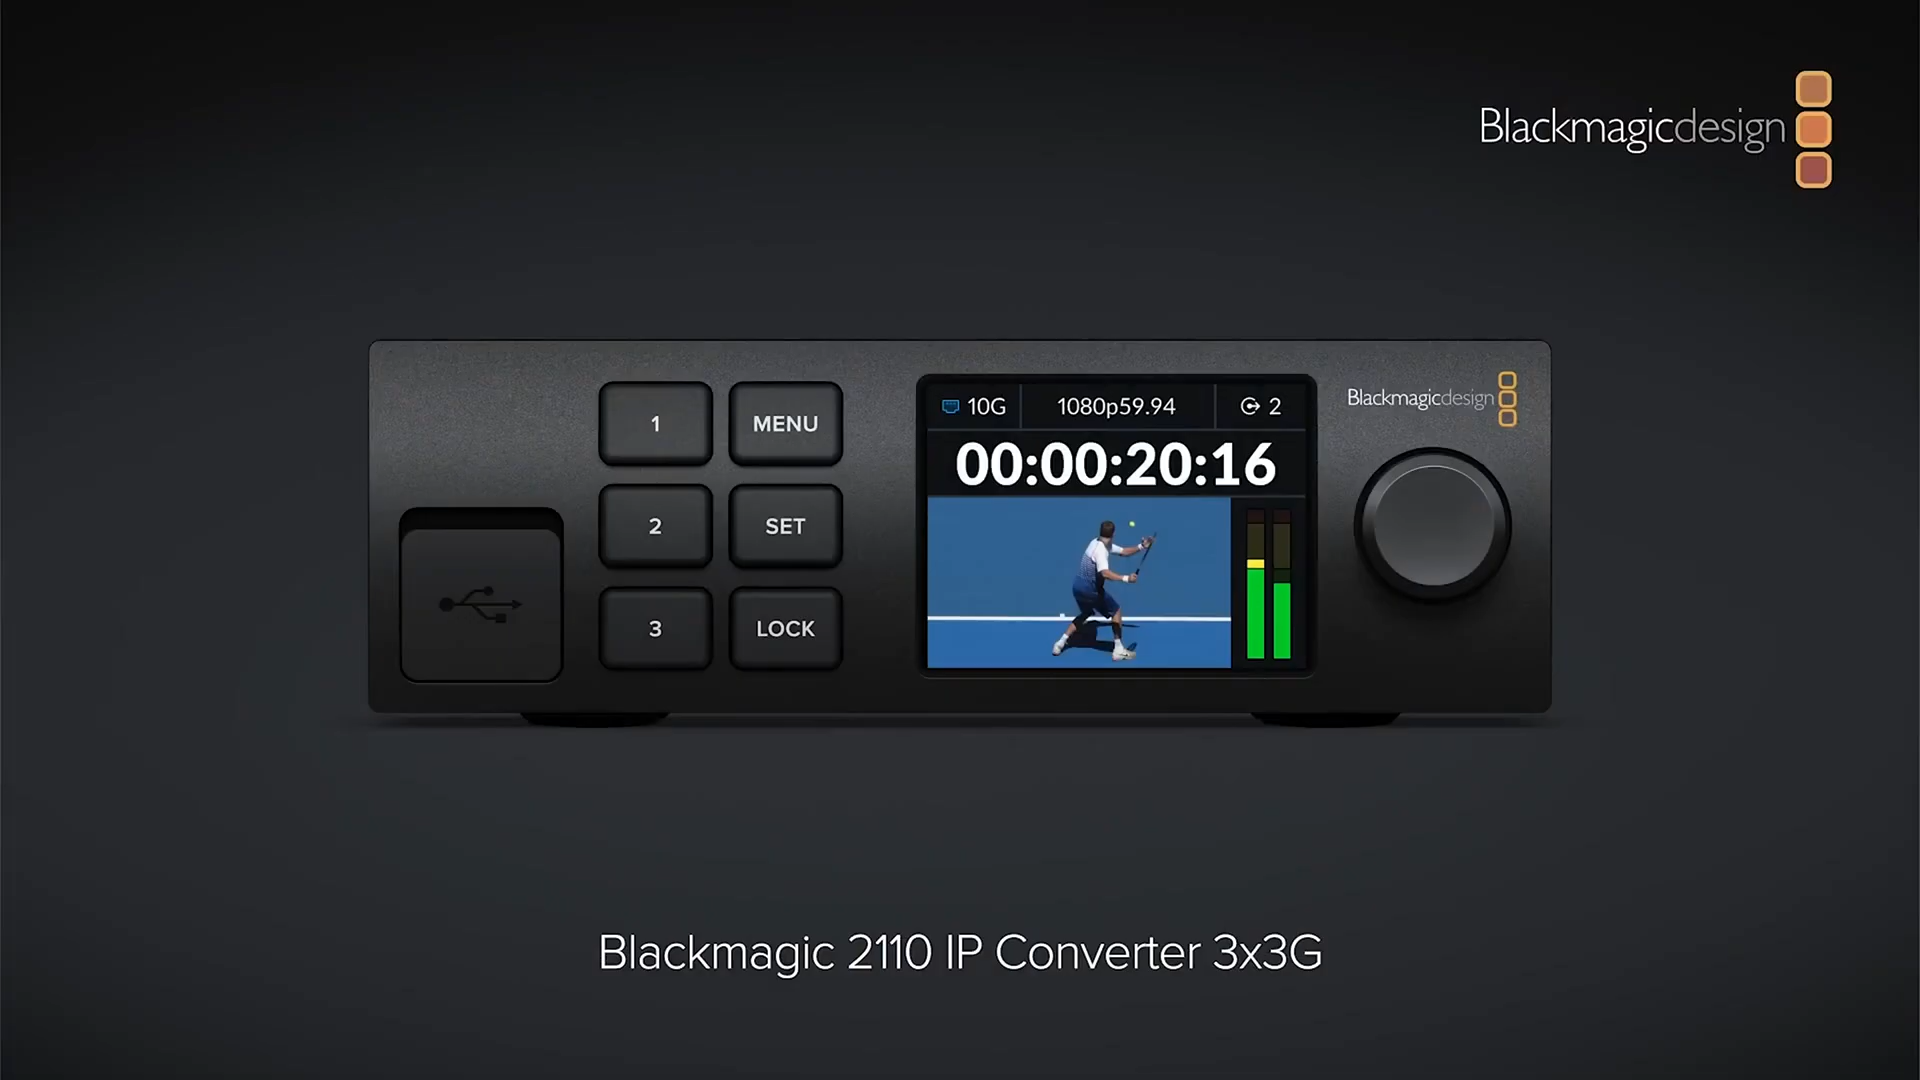 Blackmagicdesign
10G 1080p59.94 2
Blackmagicdesign
1 MENU
00:00:20:16
2 SET
3 LOCK
Blackmagic 2110 IP Converter 3x3G